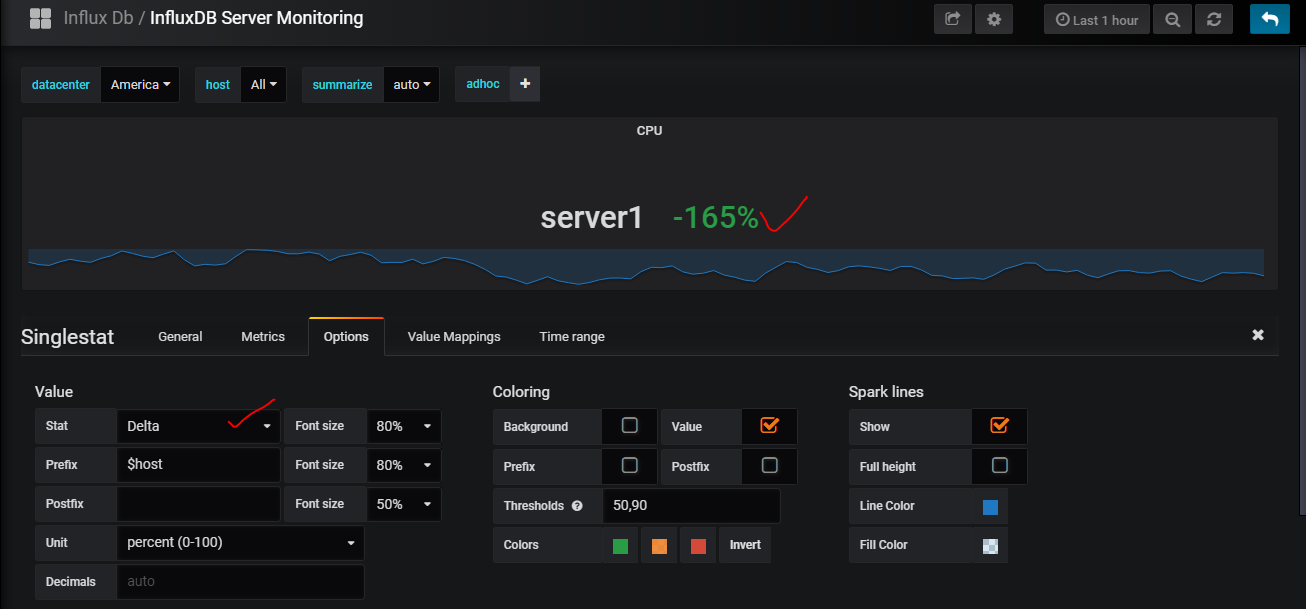 Influx Db / InfluxDB Server Monitoring
Last 1 hour
datacenter America host All summarize auto adhoc +
CPU
server1 -165%
Singlestat General Metrics Options Value Mappings Time range
Value Coloring Spark lines
Stat Delta Font size 80% Background Value Show
Prefix $host Font size 80% Prefix Postfix Full height
Postfix Font size 50% Thresholds ? 50,90 Line Color
Unit percent (0-100) Colors Invert Fill Color
Decimals auto